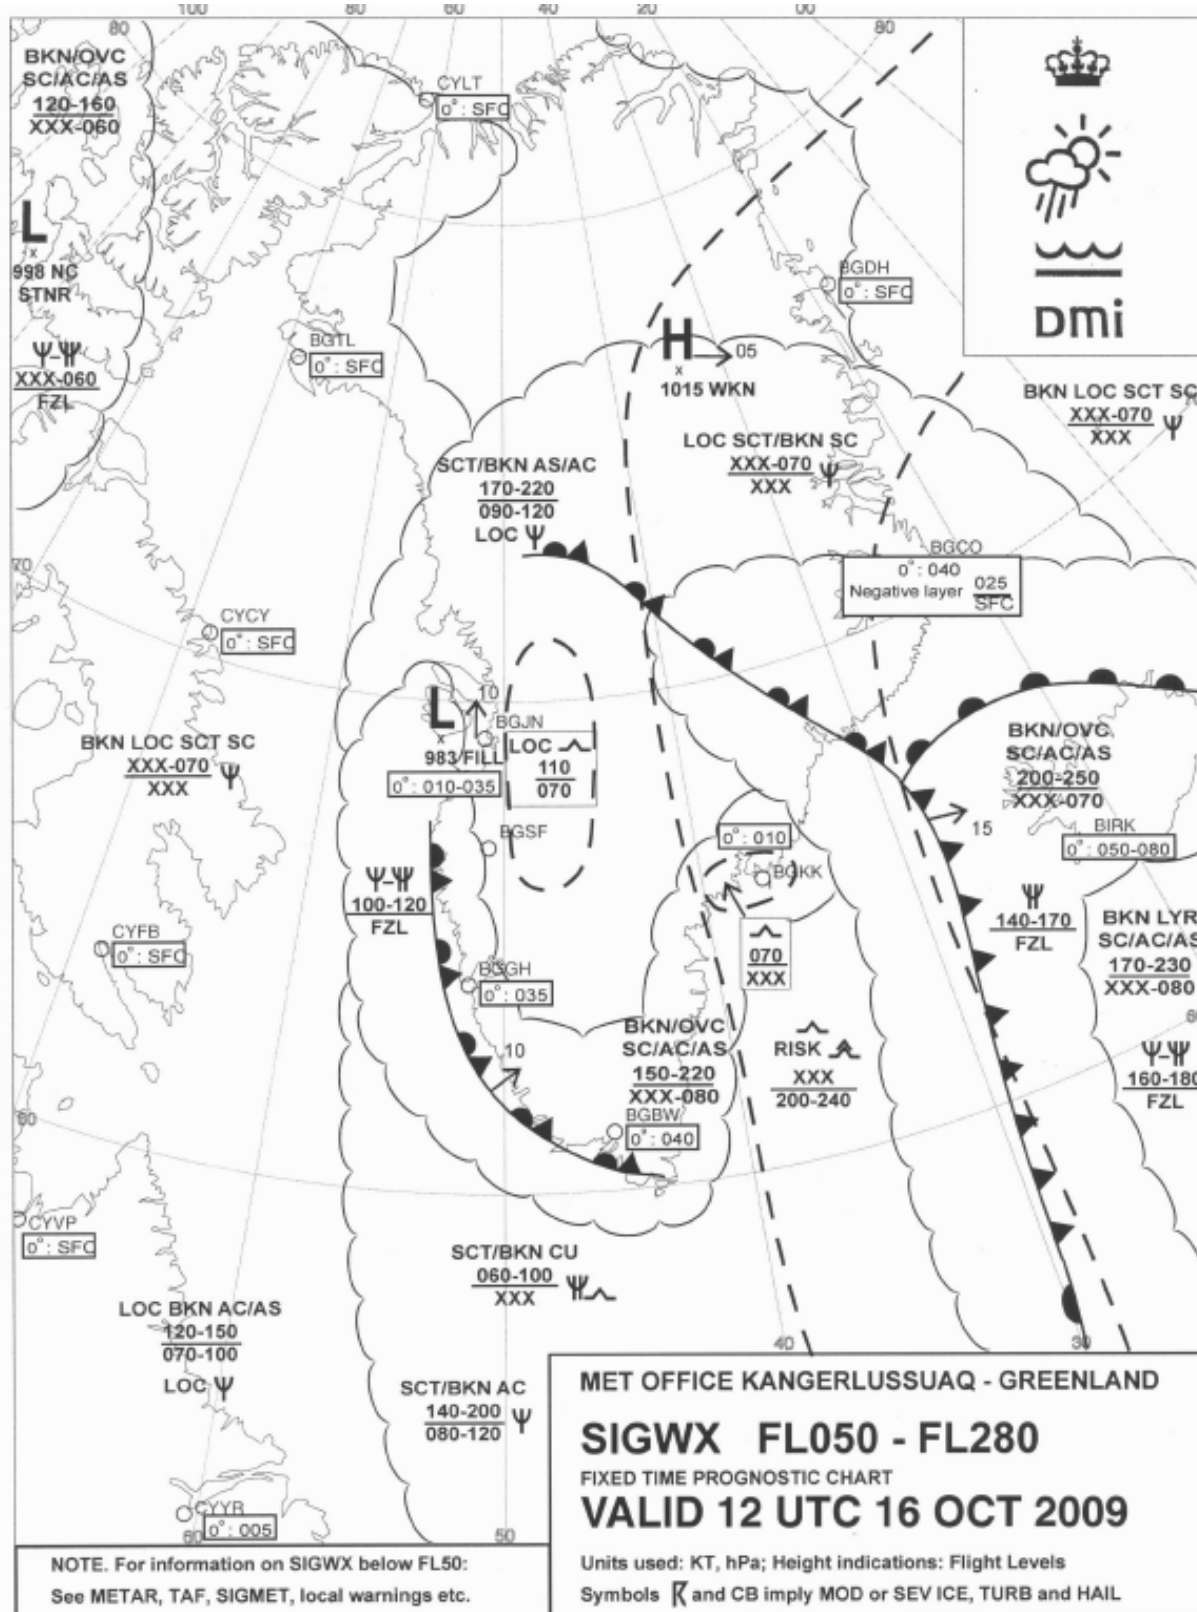 100
80
60
40
20
00
80
80
BKN/OVC
SC/AC/AS
120-160
XXX-060
CYLT
0°: SFC
L
x
998 NC
STNR
XXX-060
FZL
BGTL
0°: SFC
BGDH
0°: SFC
DMi
H
x
05
1015 WKN
BKN LOC SCT SC
XXX-070
XXX
LOC SCT/BKN SC
XXX-070
XXX
SCT/BKN AS/AC
170-220
090-120
LOC
BGCO
0°: 040
Negative layer 025
SFC
70
CYCY
0°: SFC
L
x
10
BGJN
983 FILL
0°: 010-035
LOC
110
070
BKN LOC SCT SC
XXX-070
XXX
BKN/OVC
SC/AC/AS
200-250
XXX-070
15
BIRK
0°: 050-080
BGSF
0°: 010
BGKK
100-120
FZL
140-170
FZL
BKN LYR
SC/AC/AS
170-230
XXX-080
CYFB
0°: SFC
070
XXX
BGGH
0°: 035
BKN/OVC
SC/AC/AS
150-220
XXX-080
RISK
XXX
200-240
160-180
FZL
10
BGBW
0°: 040
60
CYVP
0°: SFC
SCT/BKN CU
060-100
XXX
LOC BKN AC/AS
120-150
070-100
LOC
SCT/BKN AC
140-200
080-120
40
30
CYYR
0°: 005
60
50
MET OFFICE KANGERLUSSUAQ - GREENLAND
SIGWX FL050 - FL280
FIXED TIME PROGNOSTIC CHART
VALID 12 UTC 16 OCT 2009
Units used: KT, hPa; Height indications: Flight Levels
Symbols and CB imply MOD or SEV ICE, TURB and HAIL
NOTE. For information on SIGWX below FL50:
See METAR, TAF, SIGMET, local warnings etc.